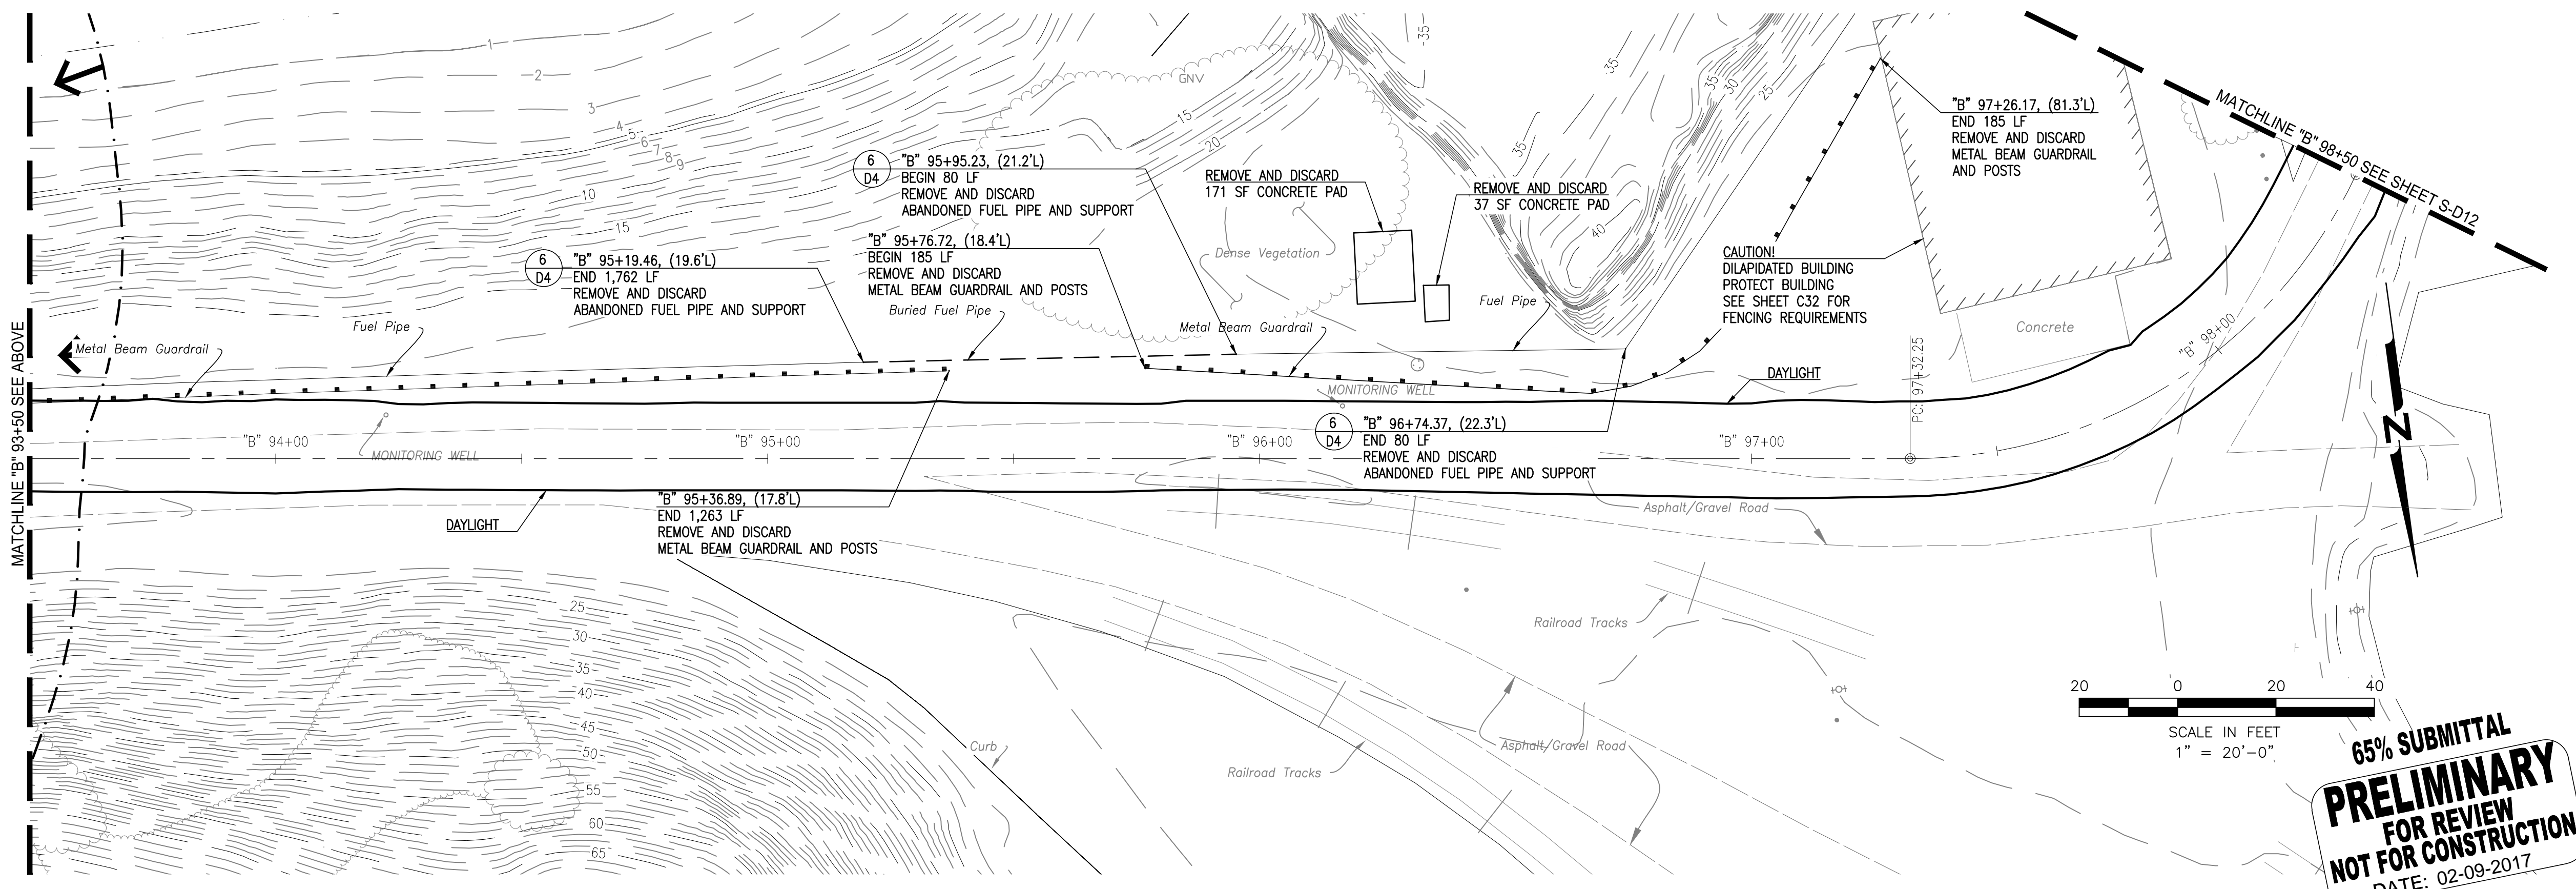 MATCHLINE "B" 93+50 SEE ABOVE
1
2
3
4
5
6
7
8
9
10
15
GNV
15
20
35
35
35
35
30
25
40
6
D4
"B" 95+95.23, (21.2'L)
BEGIN 80 LF
REMOVE AND DISCARD
ABANDONED FUEL PIPE AND SUPPORT
"B" 95+76.72, (18.4'L)
BEGIN 185 LF
REMOVE AND DISCARD
METAL BEAM GUARDRAIL AND POSTS
6
D4
"B" 95+19.46, (19.6'L)
END 1,762 LF
REMOVE AND DISCARD
ABANDONED FUEL PIPE AND SUPPORT
REMOVE AND DISCARD
171 SF CONCRETE PAD
REMOVE AND DISCARD
37 SF CONCRETE PAD
"B" 97+26.17, (81.3'L)
END 185 LF
REMOVE AND DISCARD
METAL BEAM GUARDRAIL
AND POSTS
MATCHLINE "B" 98+50 SEE SHEET S-D12
Dense Vegetation
CAUTION!
DILAPIDATED BUILDING
PROTECT BUILDING
SEE SHEET C32 FOR
FENCING REQUIREMENTS
Fuel Pipe
Metal Beam Guardrail
Buried Fuel Pipe
Metal Beam Guardrail
Fuel Pipe
Concrete
"B" 98+00
PC: 97+32.25
DAYLIGHT
MONITORING WELL
"B" 94+00
"B" 95+00
"B" 96+00
"B" 97+00
MONITORING WELL
6
D4
"B" 96+74.37, (22.3'L)
END 80 LF
REMOVE AND DISCARD
ABANDONED FUEL PIPE AND SUPPORT
"B" 95+36.89, (17.8'L)
END 1,263 LF
REMOVE AND DISCARD
METAL BEAM GUARDRAIL AND POSTS
DAYLIGHT
Asphalt/Gravel Road
N
25
30
35
40
45
50
55
60
65
Railroad Tracks
Curb
Railroad Tracks
Asphalt/Gravel Road
20 0 20 40
SCALE IN FEET
1" = 20'-0"
65% SUBMITTAL
PRELIMINARY
FOR REVIEW
NOT FOR CONSTRUCTION
DATE: 02-09-2017